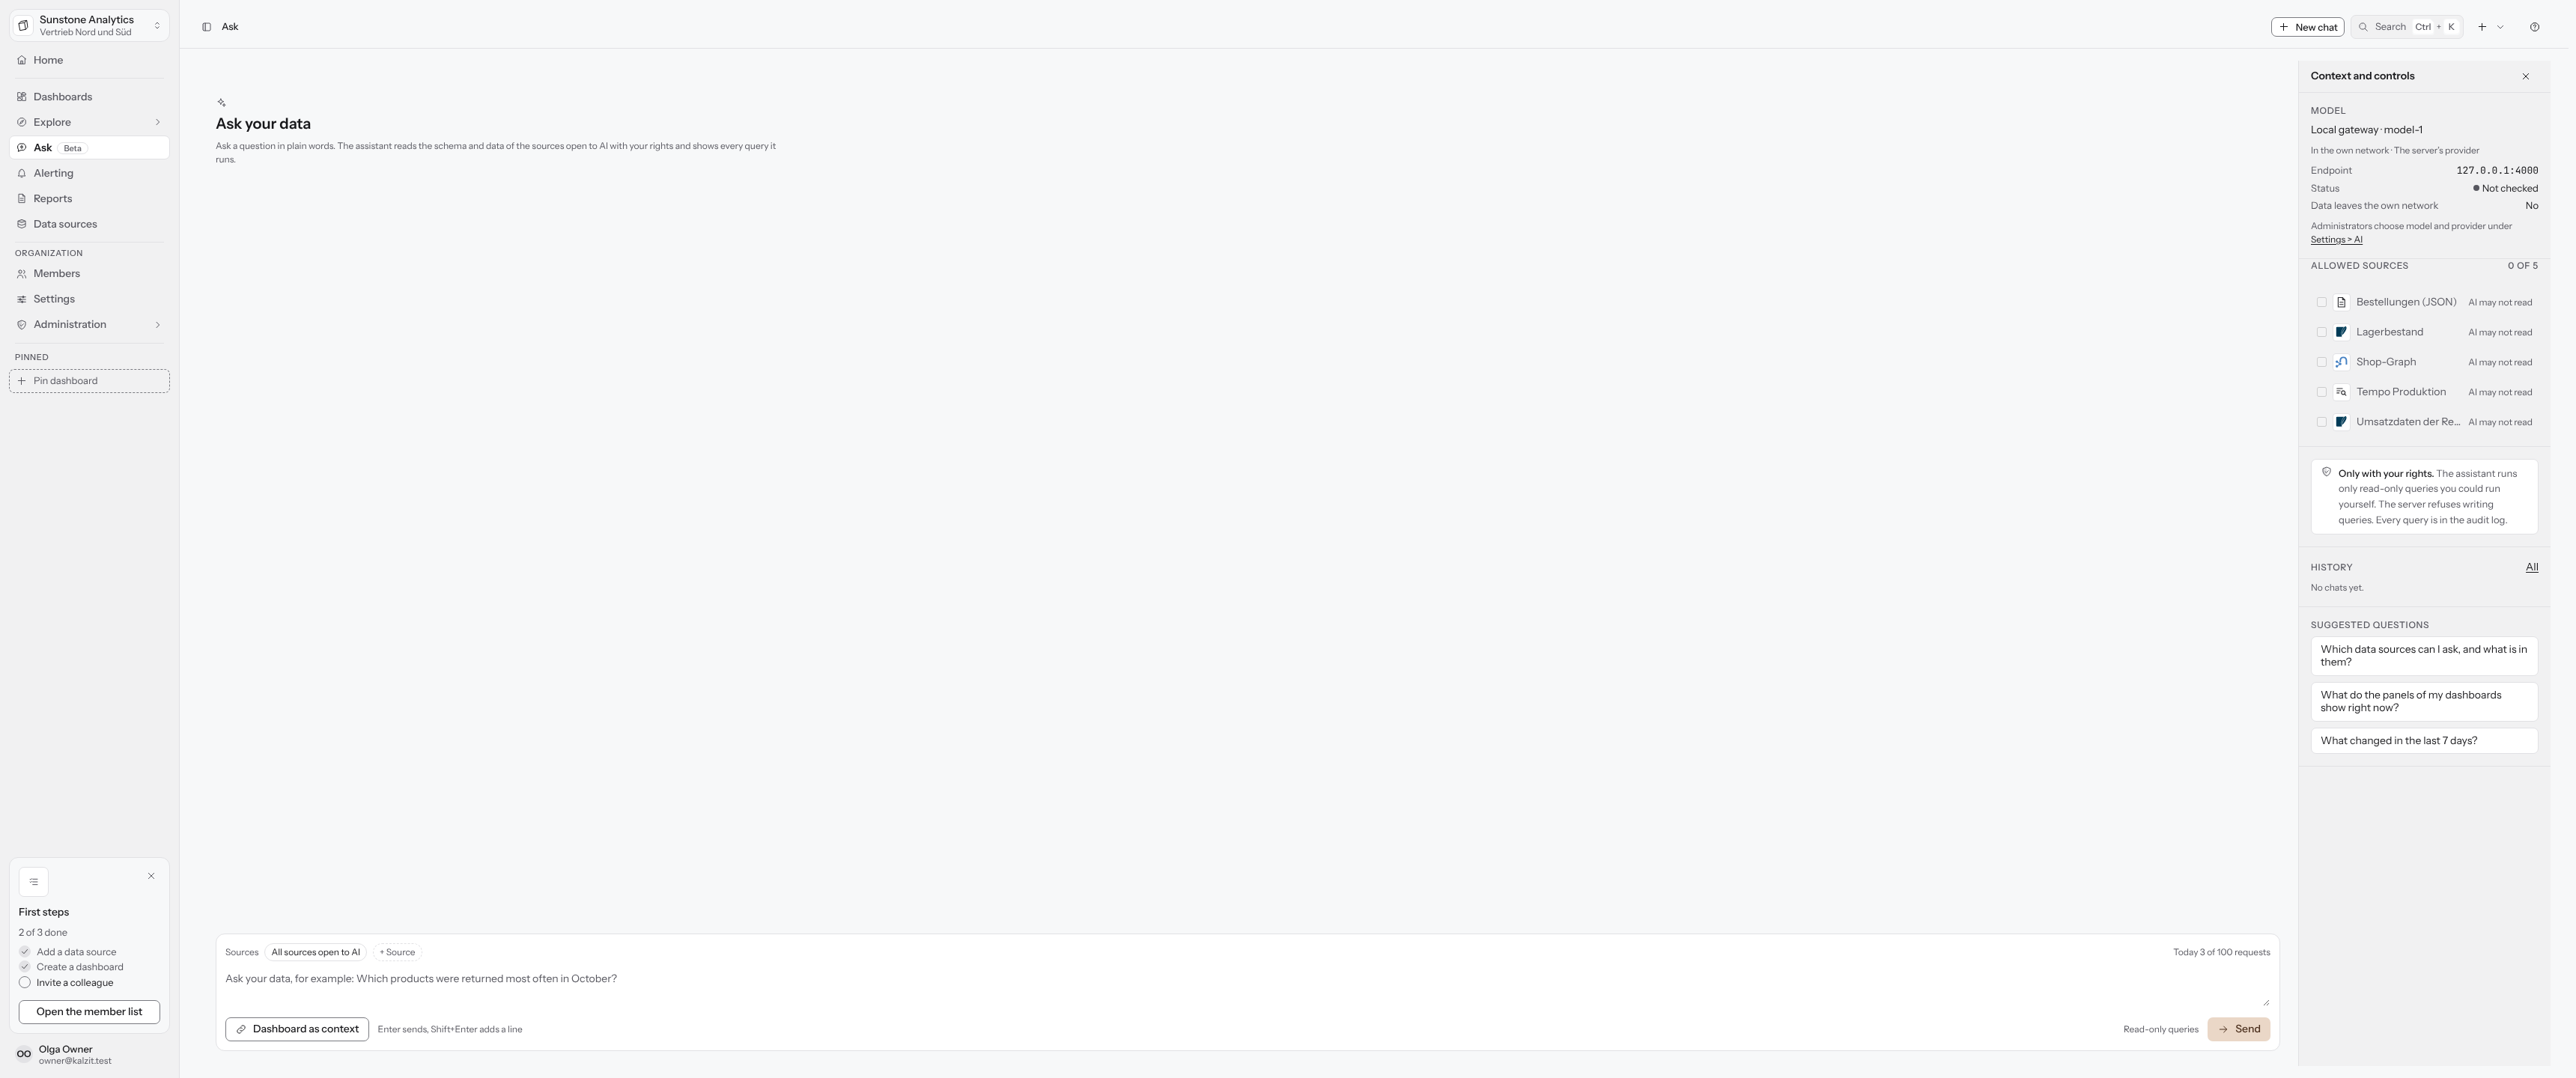 Sunstone Analytics
Vertrieb Nord und Süd
Home
Dashboards
Explore
Ask Beta
Alerting
Reports
Data sources
ORGANIZATION
Members
Settings
Administration
PINNED
Pin dashboard
First steps
2 of 3 done
Add a data source
Create a dashboard
Invite a colleague
Open the member list
OO
Olga Owner
owner@kalzit.test
Ask
New chat
Search Ctrl + K
Ask your data
Ask a question in plain words. The assistant reads the schema and data of the sources open to AI with your rights and shows every query it
runs.
Sources All sources open to AI + Source
Today 3 of 100 requests
Ask your data, for example: Which products were returned most often in October?
Dashboard as context Enter sends, Shift+Enter adds a line
Read-only queries Send
Context and controls
MODEL
Local gateway · model-1
In the own network · The server's provider
Endpoint 127.0.0.1:4000
Status Not checked
Data leaves the own network No
Administrators choose model and provider under
Settings > AI
ALLOWED SOURCES 0 OF 5
Bestellungen (JSON) AI may not read
Lagerbestand AI may not read
Shop-Graph AI may not read
Tempo Produktion AI may not read
Umsatzdaten der Re... AI may not read
Only with your rights. The assistant runs
only read-only queries you could run
yourself. The server refuses writing
queries. Every query is in the audit log.
HISTORY All
No chats yet.
SUGGESTED QUESTIONS
Which data sources can I ask, and what is in
them?
What do the panels of my dashboards
show right now?
What changed in the last 7 days?